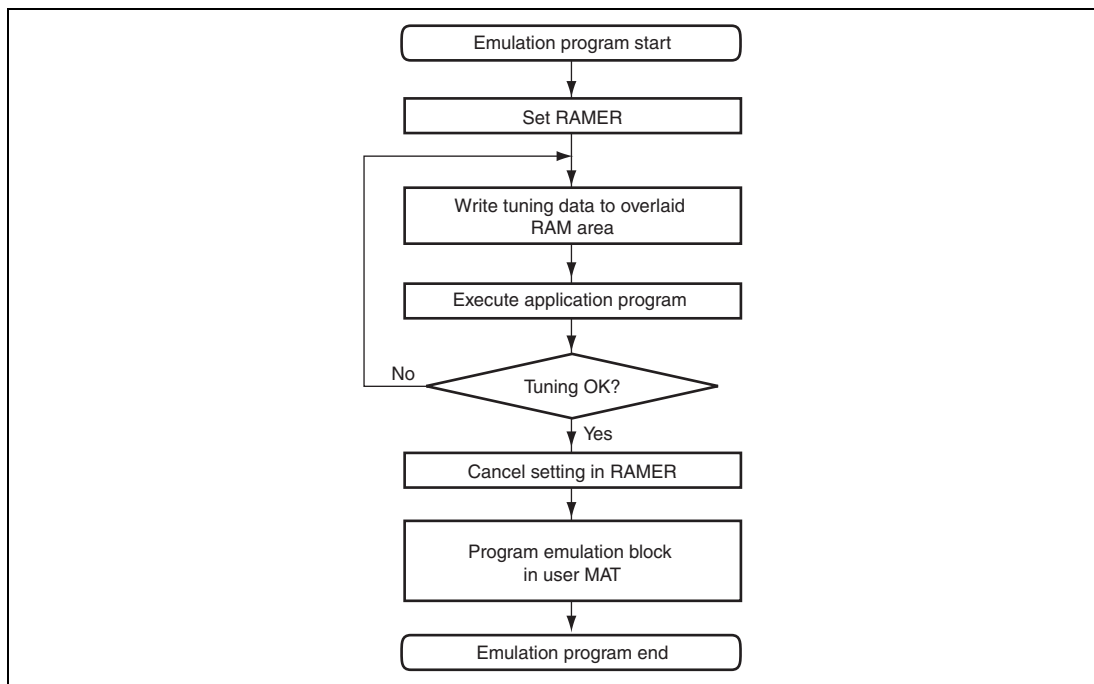 Emulation program start
Set RAMER
Write tuning data to overlaid
RAM area
Execute application program
No
Tuning OK?
Yes
Cancel setting in RAMER
Program emulation block
in user MAT
Emulation program end